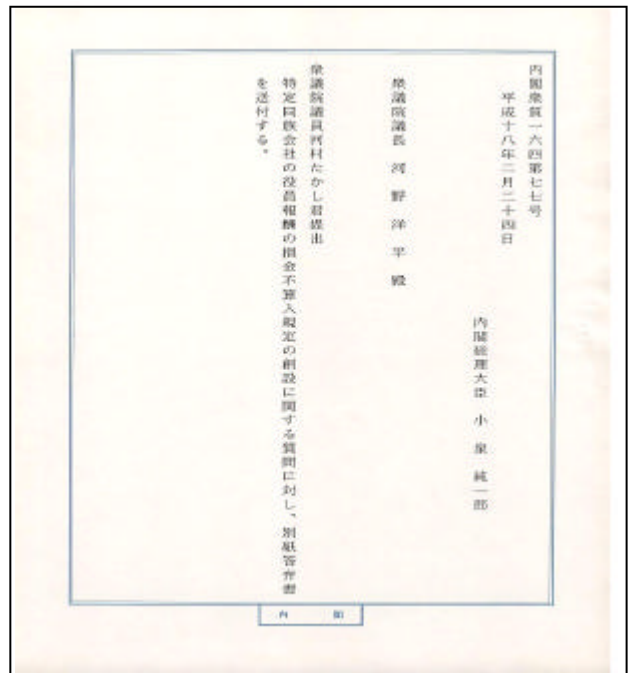 内閣衆質一六四第七七号
平成十八年二月二十四日
内閣総理大臣 小泉純一郎
衆議院議長 河野洋平殿
衆議院議員河村たかし君提出
特定同族会社の役員報酬の損金不算入規定の創設に関する質問に対し、別紙答弁書
を送付する。
内閣